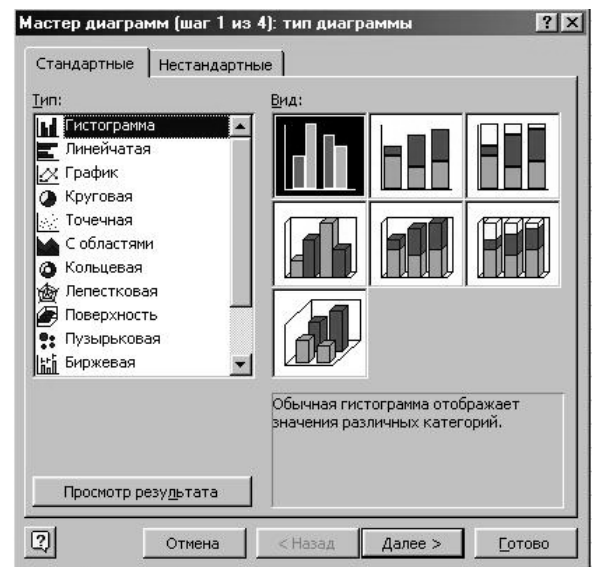 Мастер диаграмм (шаг 1 из 4): тип диаграммы
Стандартные
Нестандартные
Тип:
Гистограмма
Линейчатая
График
Круговая
Точечная
С областями
Кольцевая
Лепестковая
Поверхность
Пузырьковая
Биржевая
Вид:
Обычная гистограмма отображает
значения различных категорий.
Просмотр результата
Отмена
< Назад
Далее >
Готово